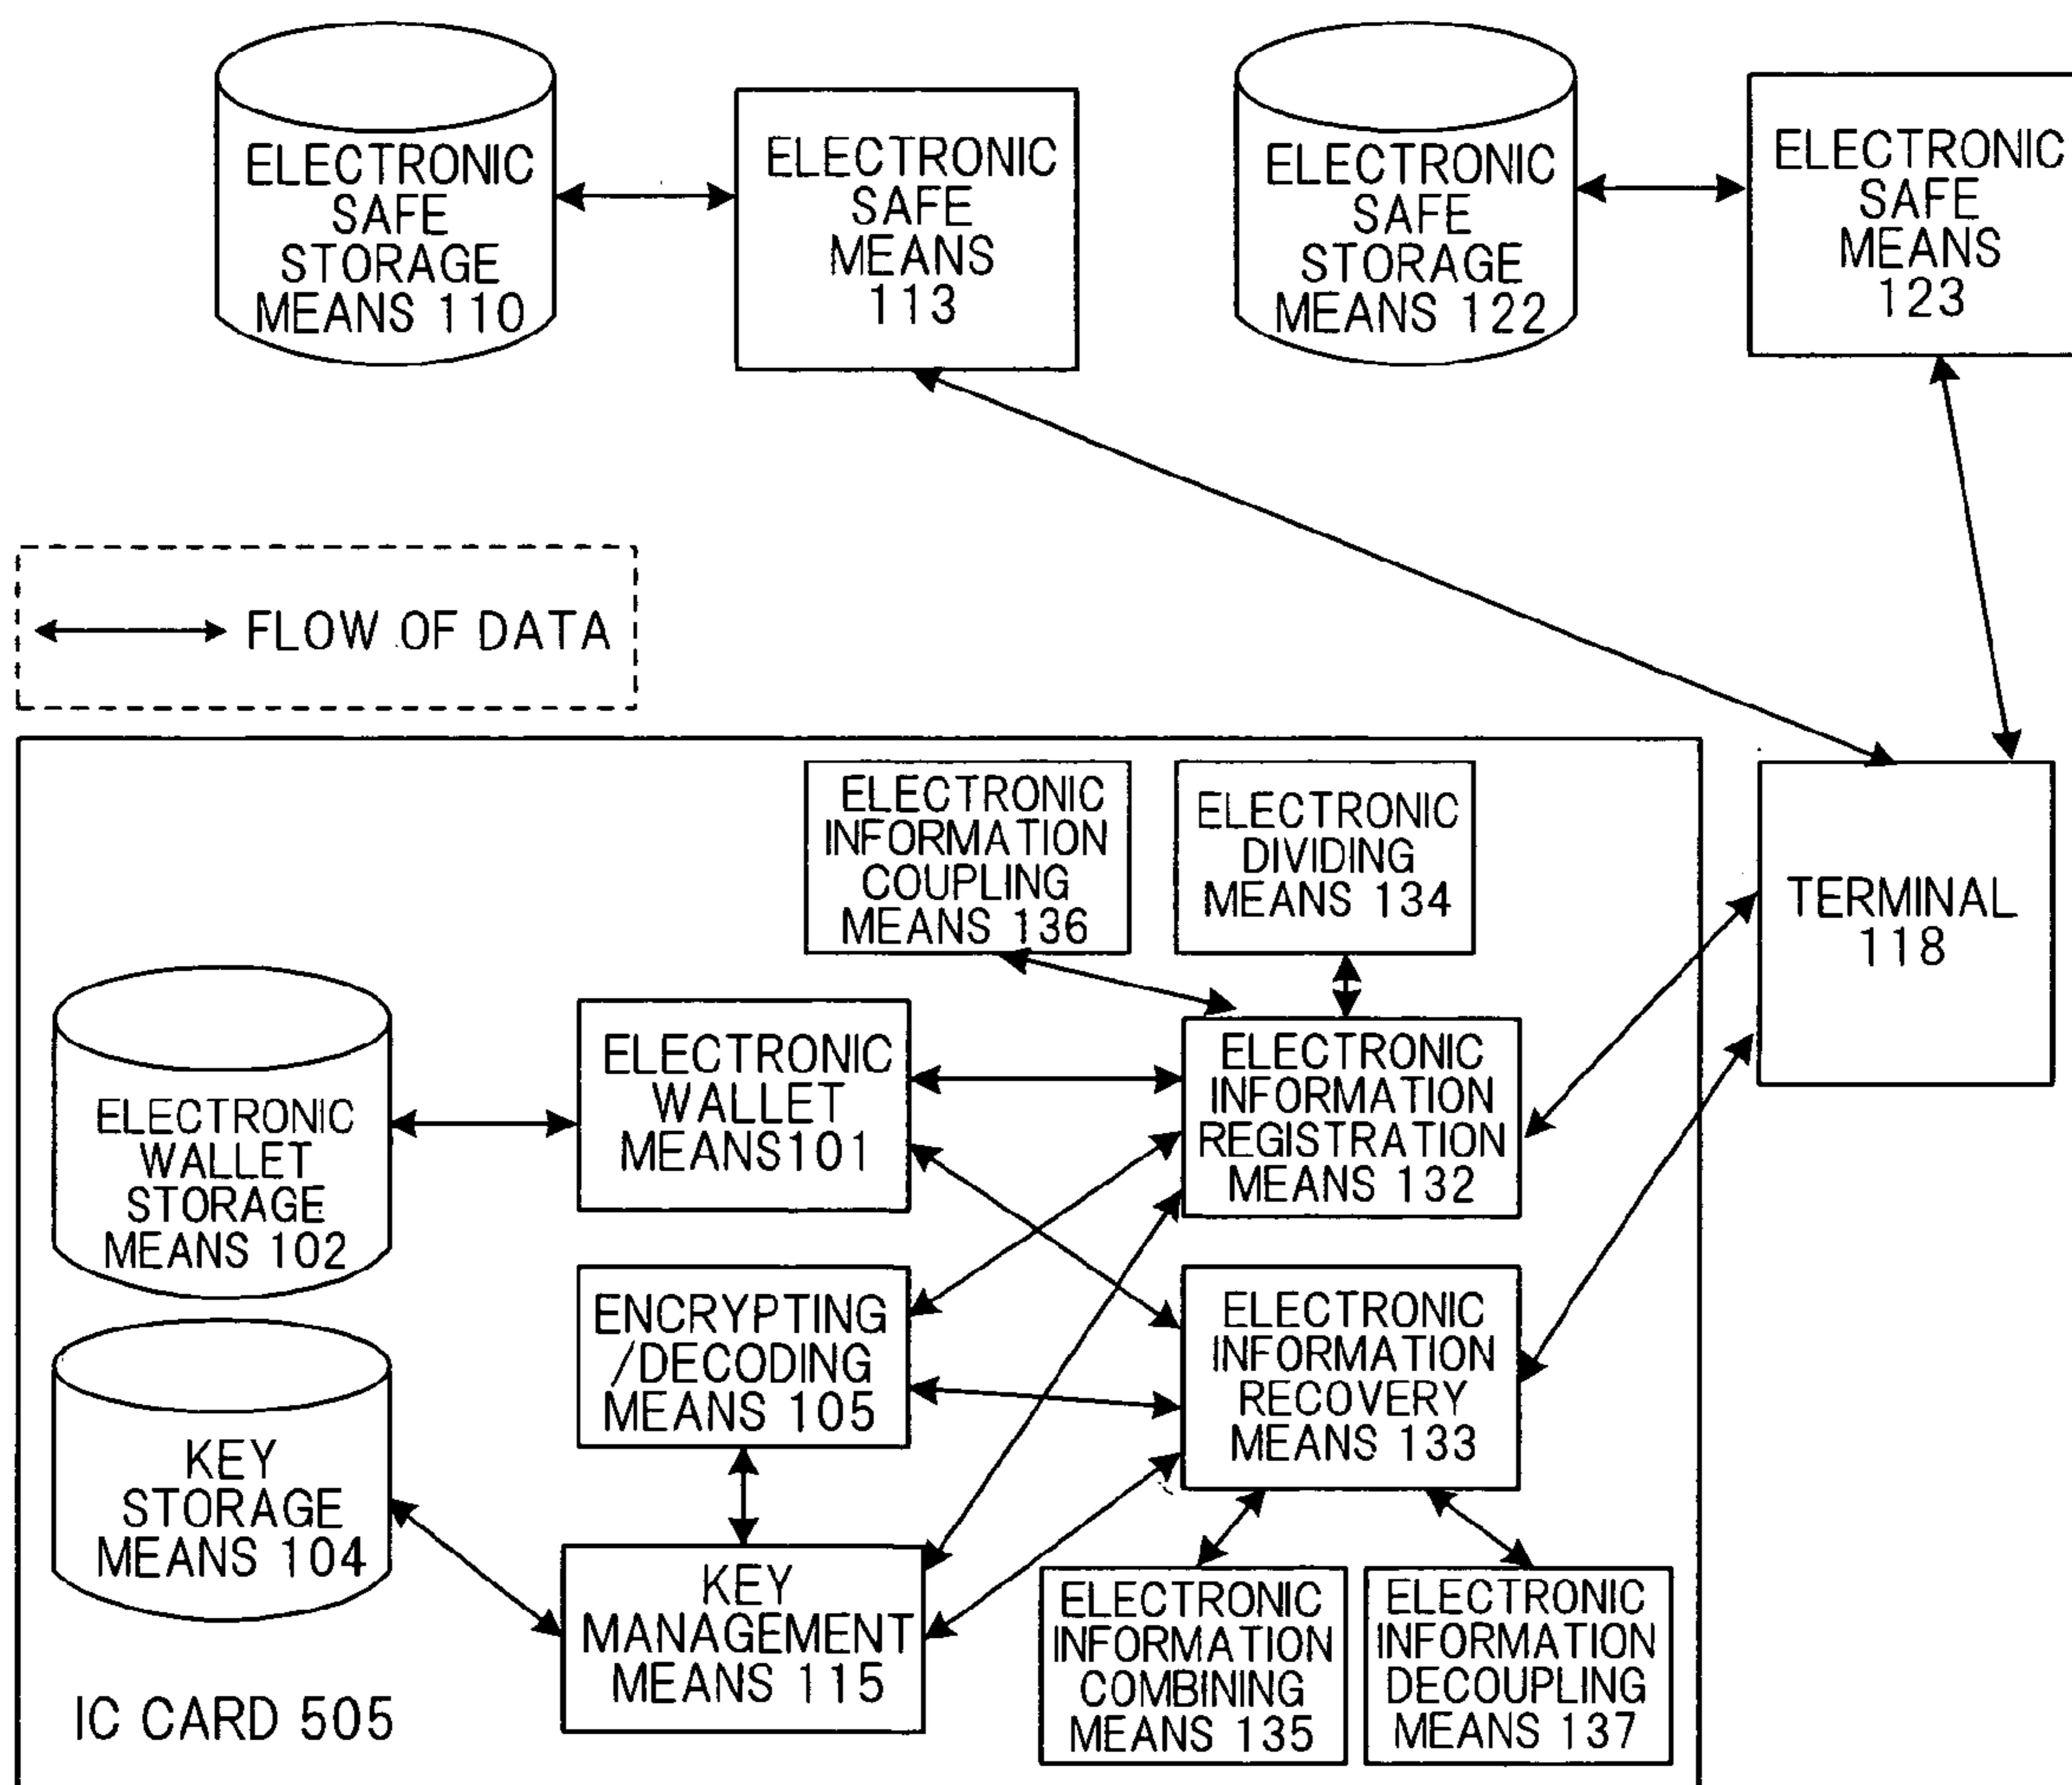 ELECTRONIC
SAFE
STORAGE
MEANS 110
ELECTRONIC
SAFE
MEANS
113
ELECTRONIC
SAFE
STORAGE
MEANS 122
ELECTRONIC
SAFE
MEANS
123
FLOW OF DATA
ELECTRONIC
INFORMATION
COUPLING
MEANS 136
ELECTRONIC
DIVIDING
MEANS 134
TERMINAL
118
ELECTRONIC
WALLET
STORAGE
MEANS 102
ELECTRONIC
WALLET
MEANS101
ELECTRONIC
INFORMATION
REGISTRATION
MEANS 132
ENCRYPTING
/DECODING
MEANS 105
ELECTRONIC
INFORMATION
RECOVERY
MEANS 133
KEY
STORAGE
MEANS 104
KEY
MANAGEMENT
MEANS 115
ELECTRONIC
INFORMATION
COMBINING
MEANS 135
ELECTRONIC
INFORMATION
DECOUPLING
MEANS 137
IC CARD 505